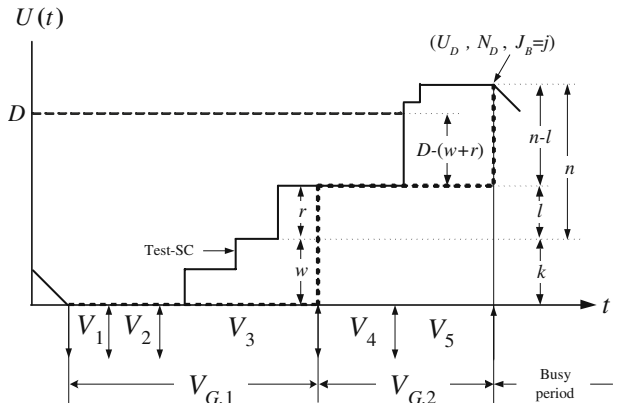 U(t)
(U_D , N_D , J_B=j)
D
D-(w+r)
n-l
n
r
l
Test-SC
w
k
t
V_1
V_2
V_3
V_4
V_5
V_{G,1}
V_{G,2}
Busy
period